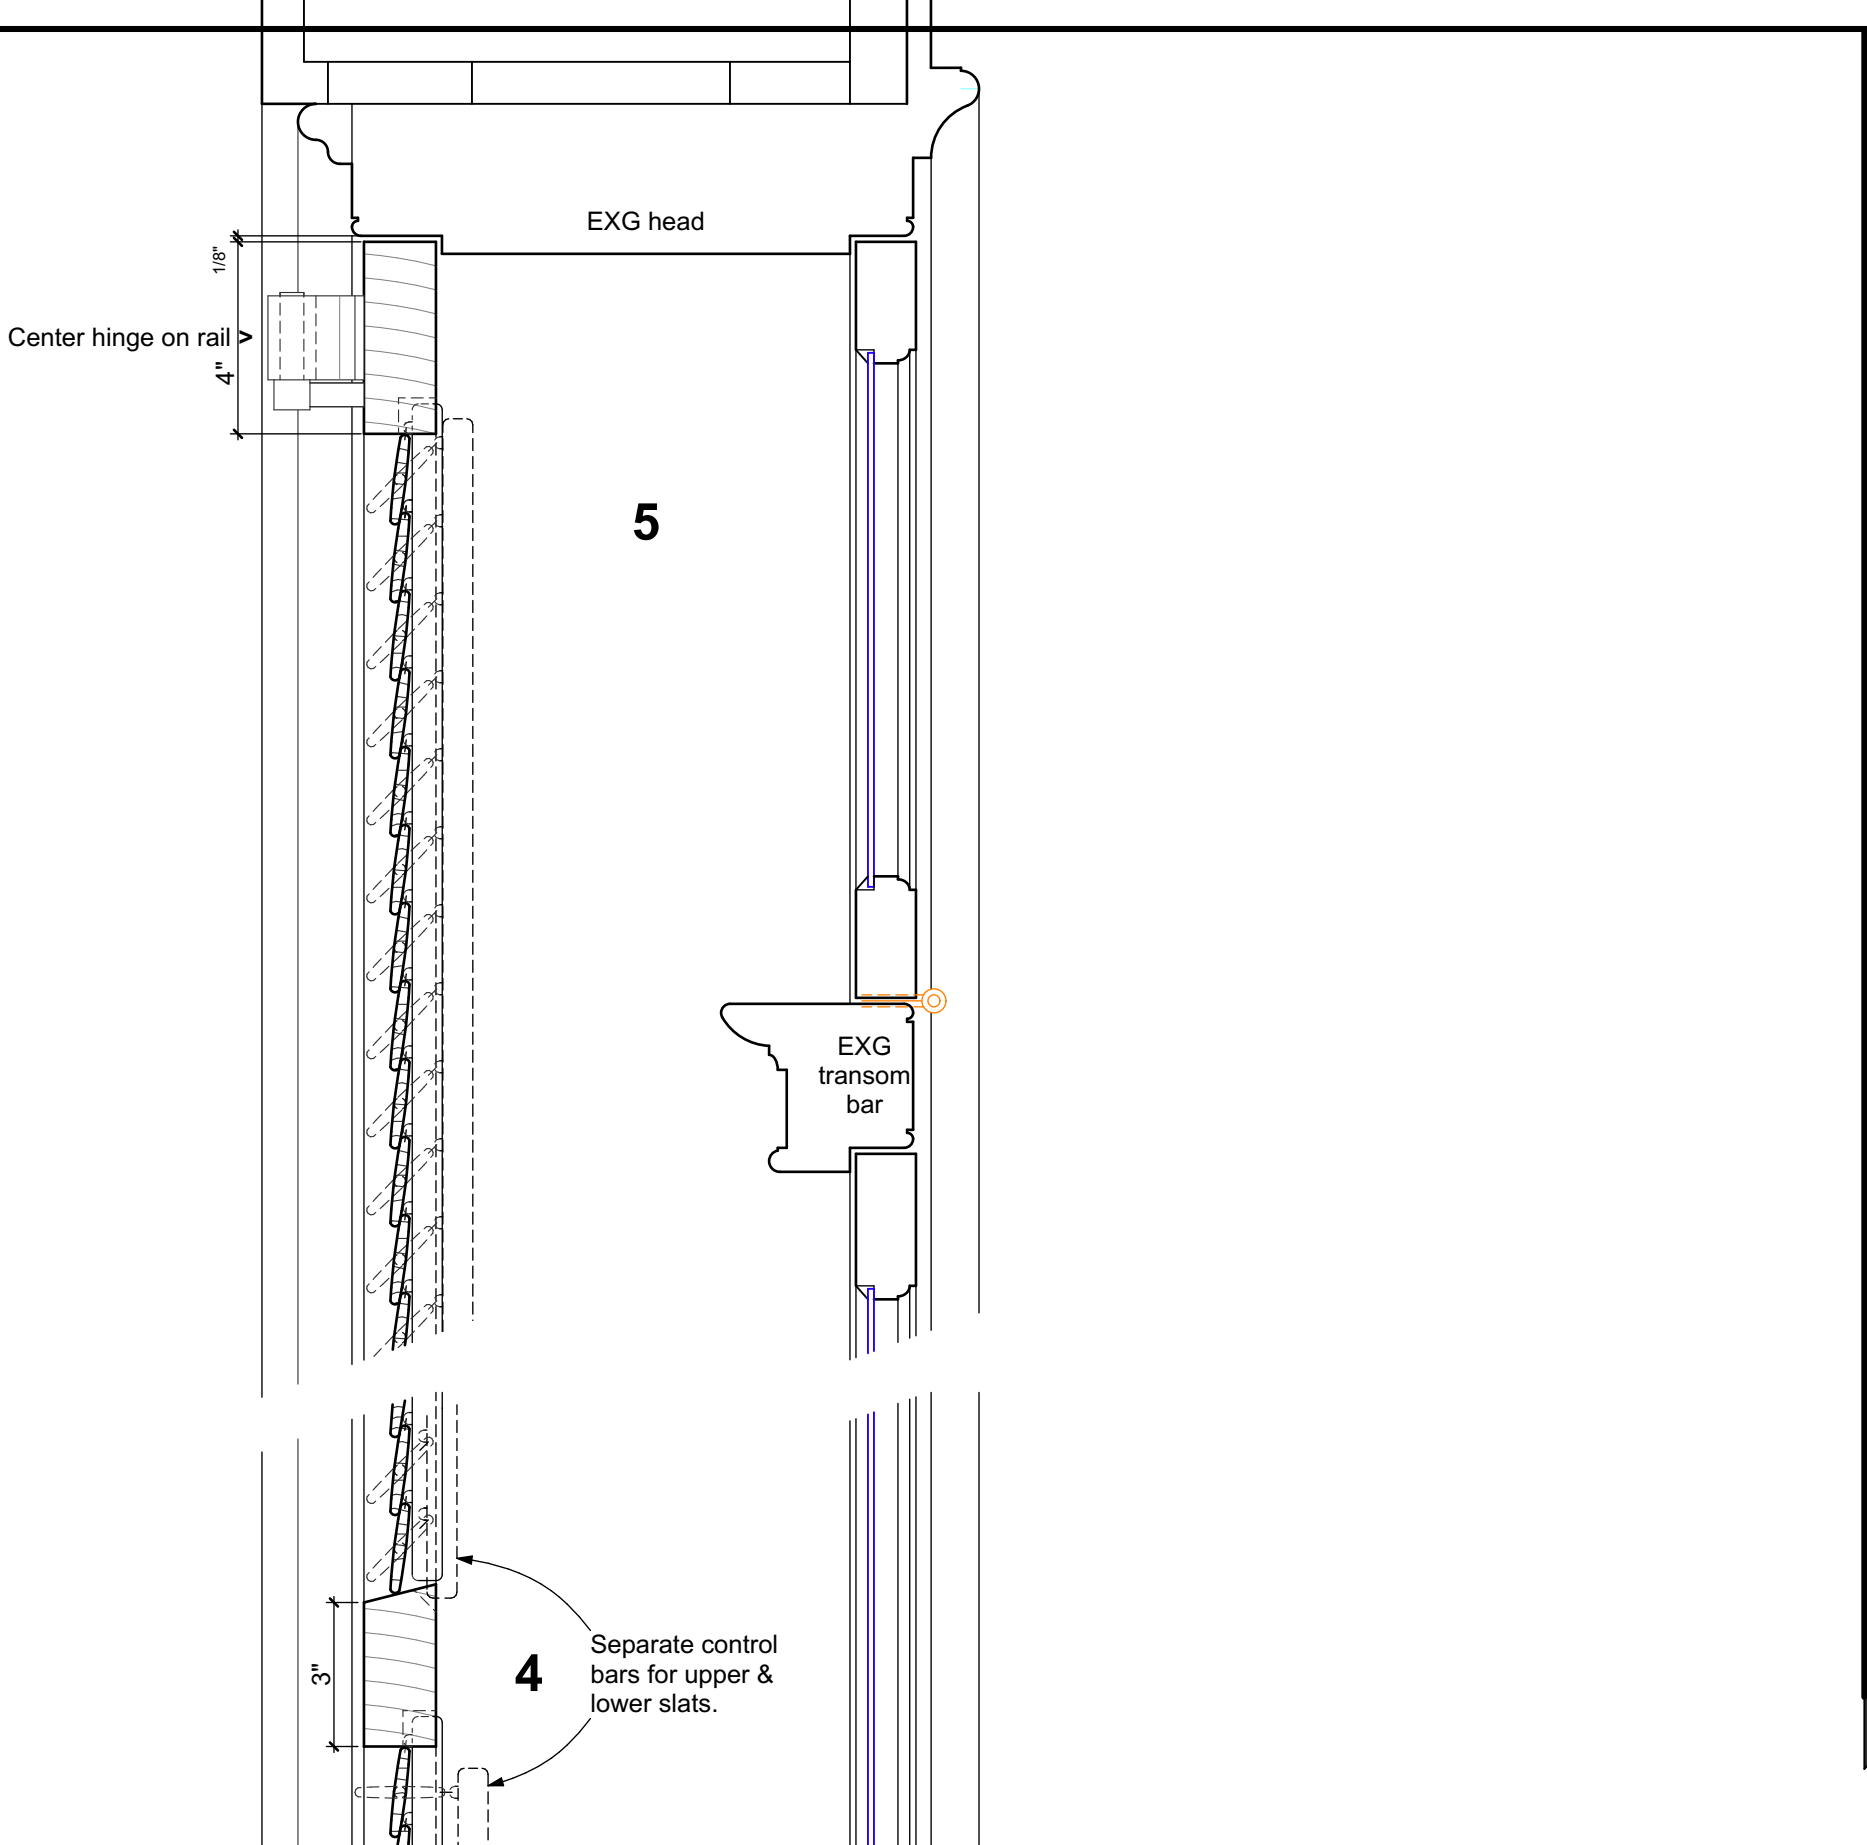 EXG head
1/8"
Center hinge on rail >
4"
5
EXG
transom
bar
Separate control
bars for upper &
lower slats.
4
3"